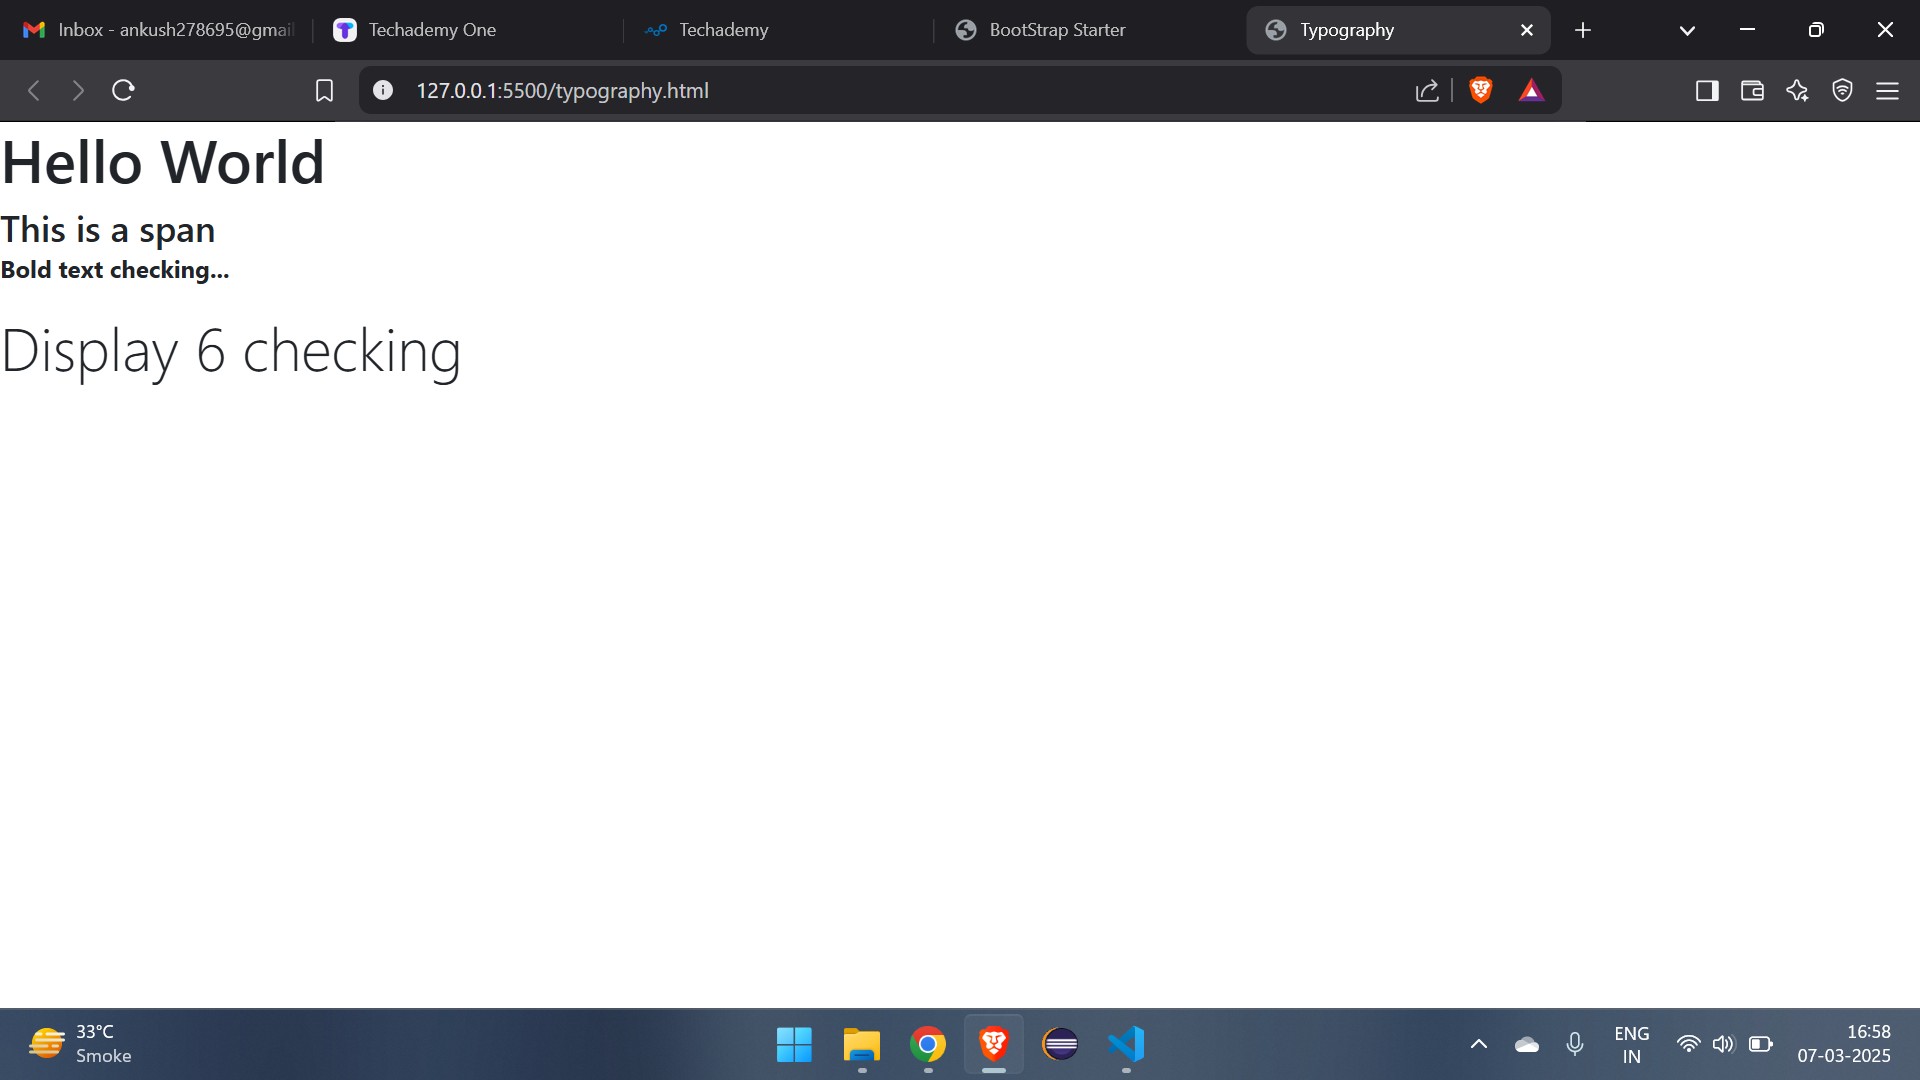 Inbox - ankush278695@gmail
Techademy One
Techademy
BootStrap Starter
Typography
127.0.0.1:5500/typography.html
Hello World
This is a span
Bold text checking...
Display 6 checking
33°C
Smoke
ENG
IN
16:58
07-03-2025